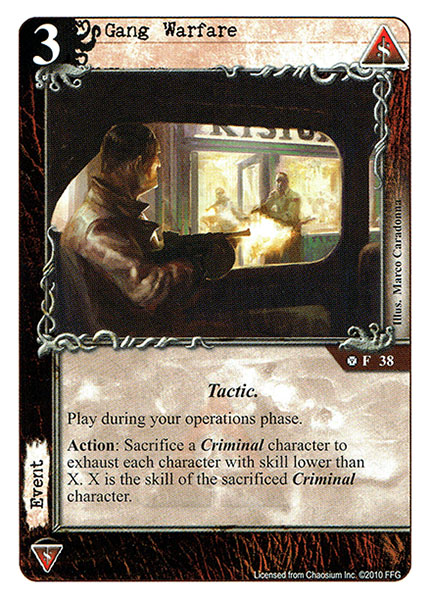 3 Gang Warfare
Illus. Marco Caradonna
F 38
Tactic.
Play during your operations phase.
Action: Sacrifice a Criminal character to
exhaust each character with skill lower than
X. X is the skill of the sacrificed Criminal
character.
Event
Licensed from Chaosium Inc. ©2010 FFG